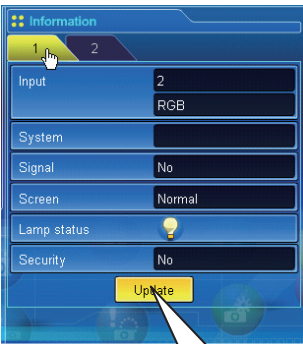 Information
1 2
Input 2
RGB
System
Signal No
Screen Normal
Lamp status
Security No
Update